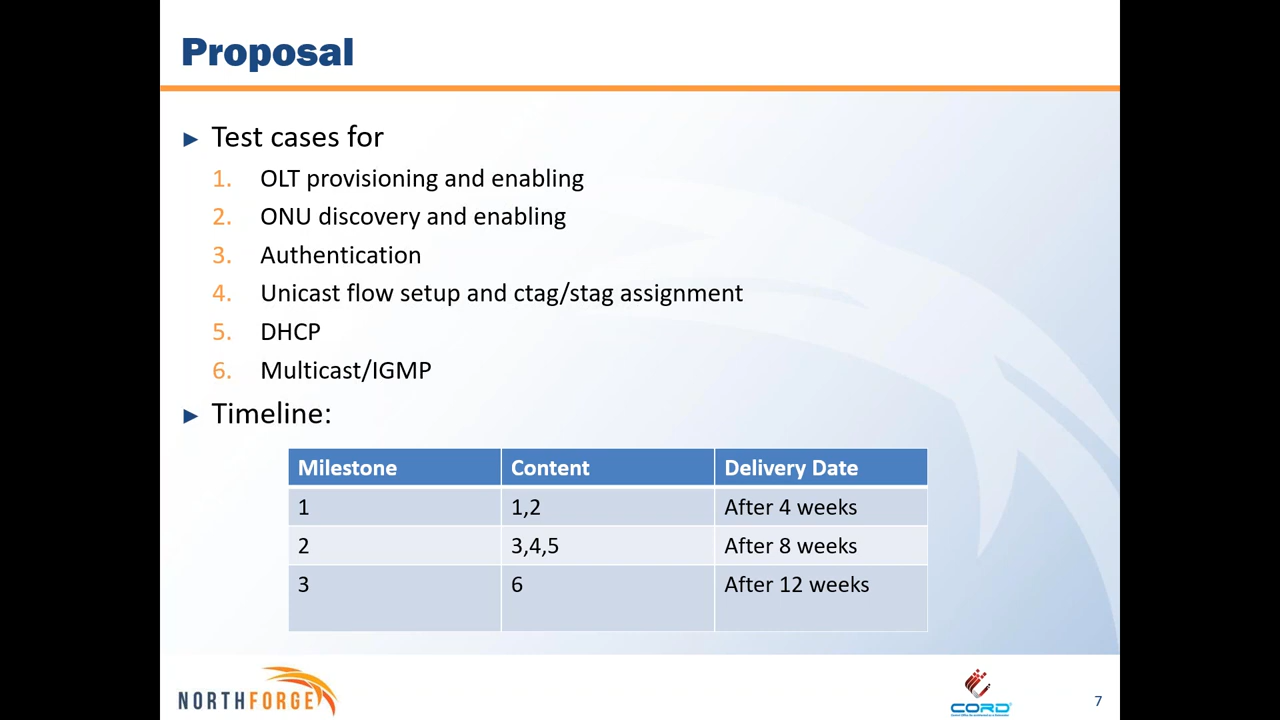 Proposal
► Test cases for
1. OLT provisioning and enabling
2. ONU discovery and enabling
3. Authentication
4. Unicast flow setup and ctag/stag assignment
5. DHCP
6. Multicast/IGMP
► Timeline:
Milestone Content Delivery Date
1 1,2 After 4 weeks
2 3,4,5 After 8 weeks
3 6 After 12 weeks
NORTHFORGE
CORD
7